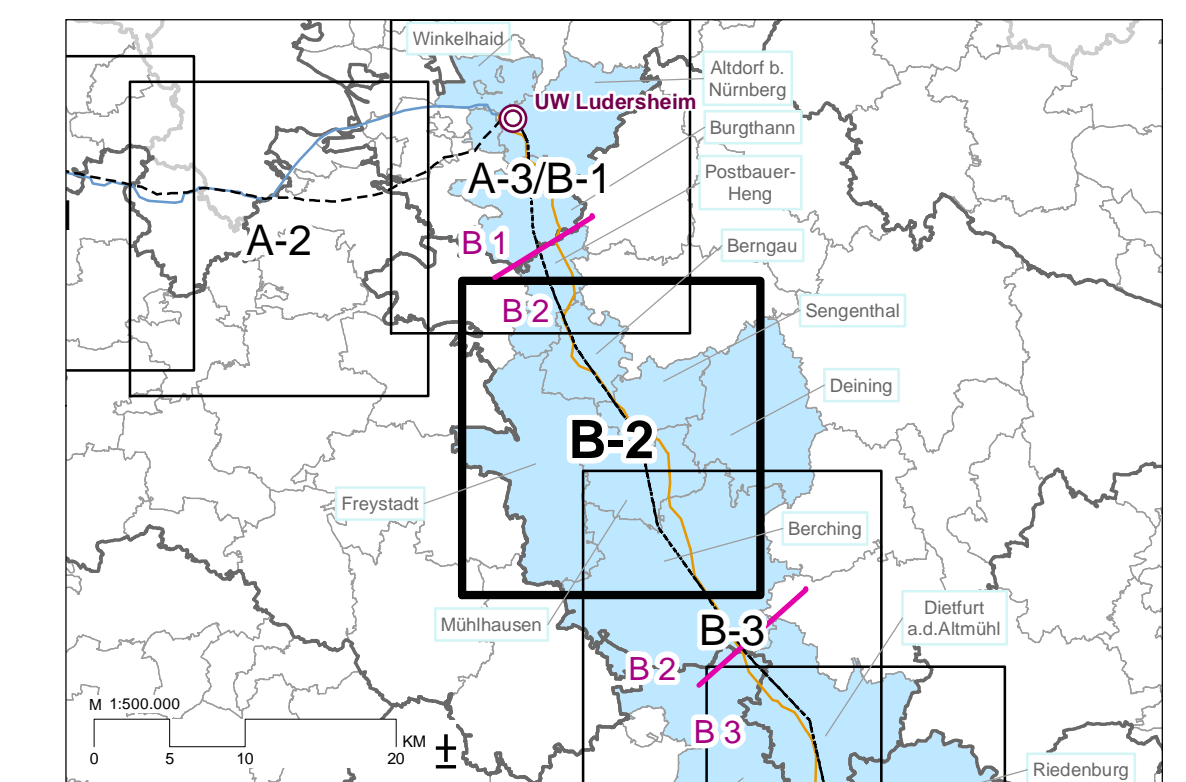 Winkelhaid
Altdorf b.
Nürnberg
UW Ludersheim
Burgthann
A-3/B-1
Postbauer-
Heng
A-2
B 1
Berngau
B 2
Sengenthal
Deining
B-2
Freystadt
Berching
Mühlhausen
Dietfurt
a.d.Altmühl
B-3
B 2
B 3
M 1:500.000
KM
0 5 10 20
±
Riedenburg